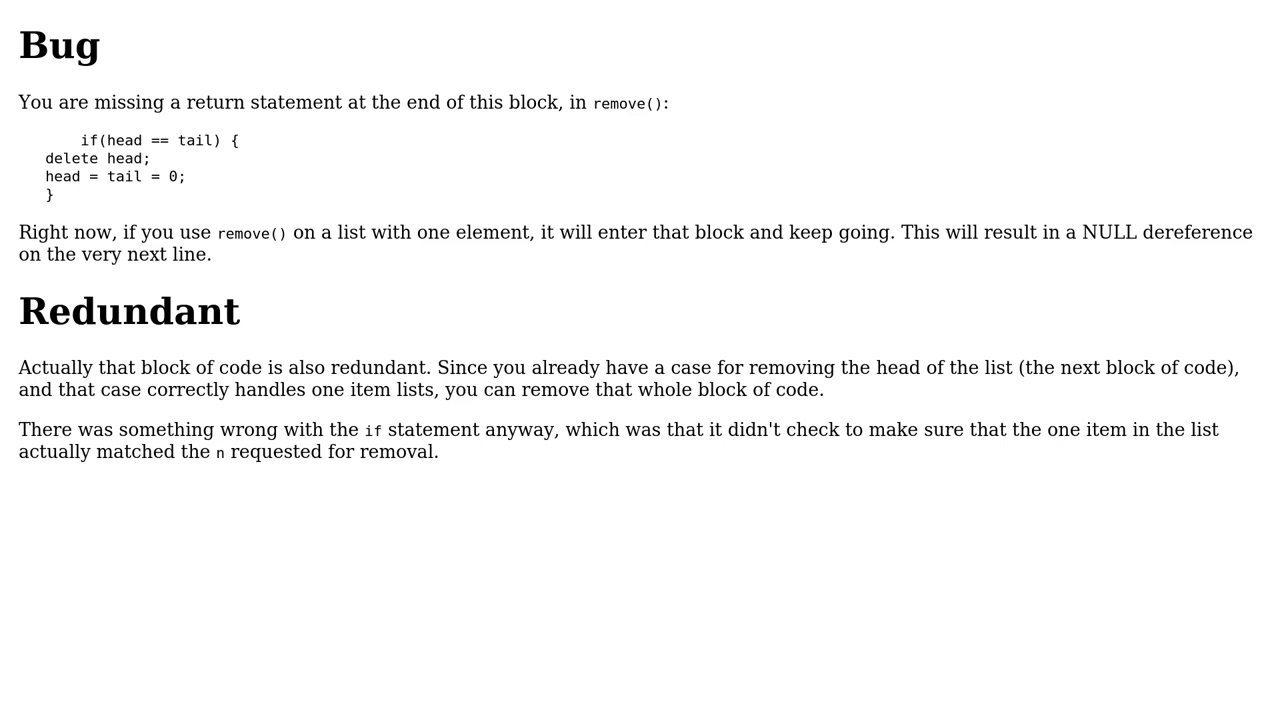 Bug
You are missing a return statement at the end of this block, in remove():
if(head == tail) {
delete head;
head = tail = 0;
}
Right now, if you use remove() on a list with one element, it will enter that block and keep going. This will result in a NULL dereference
on the very next line.
Redundant
Actually that block of code is also redundant. Since you already have a case for removing the head of the list (the next block of code),
and that case correctly handles one item lists, you can remove that whole block of code.
There was something wrong with the if statement anyway, which was that it didn't check to make sure that the one item in the list
actually matched the n requested for removal.